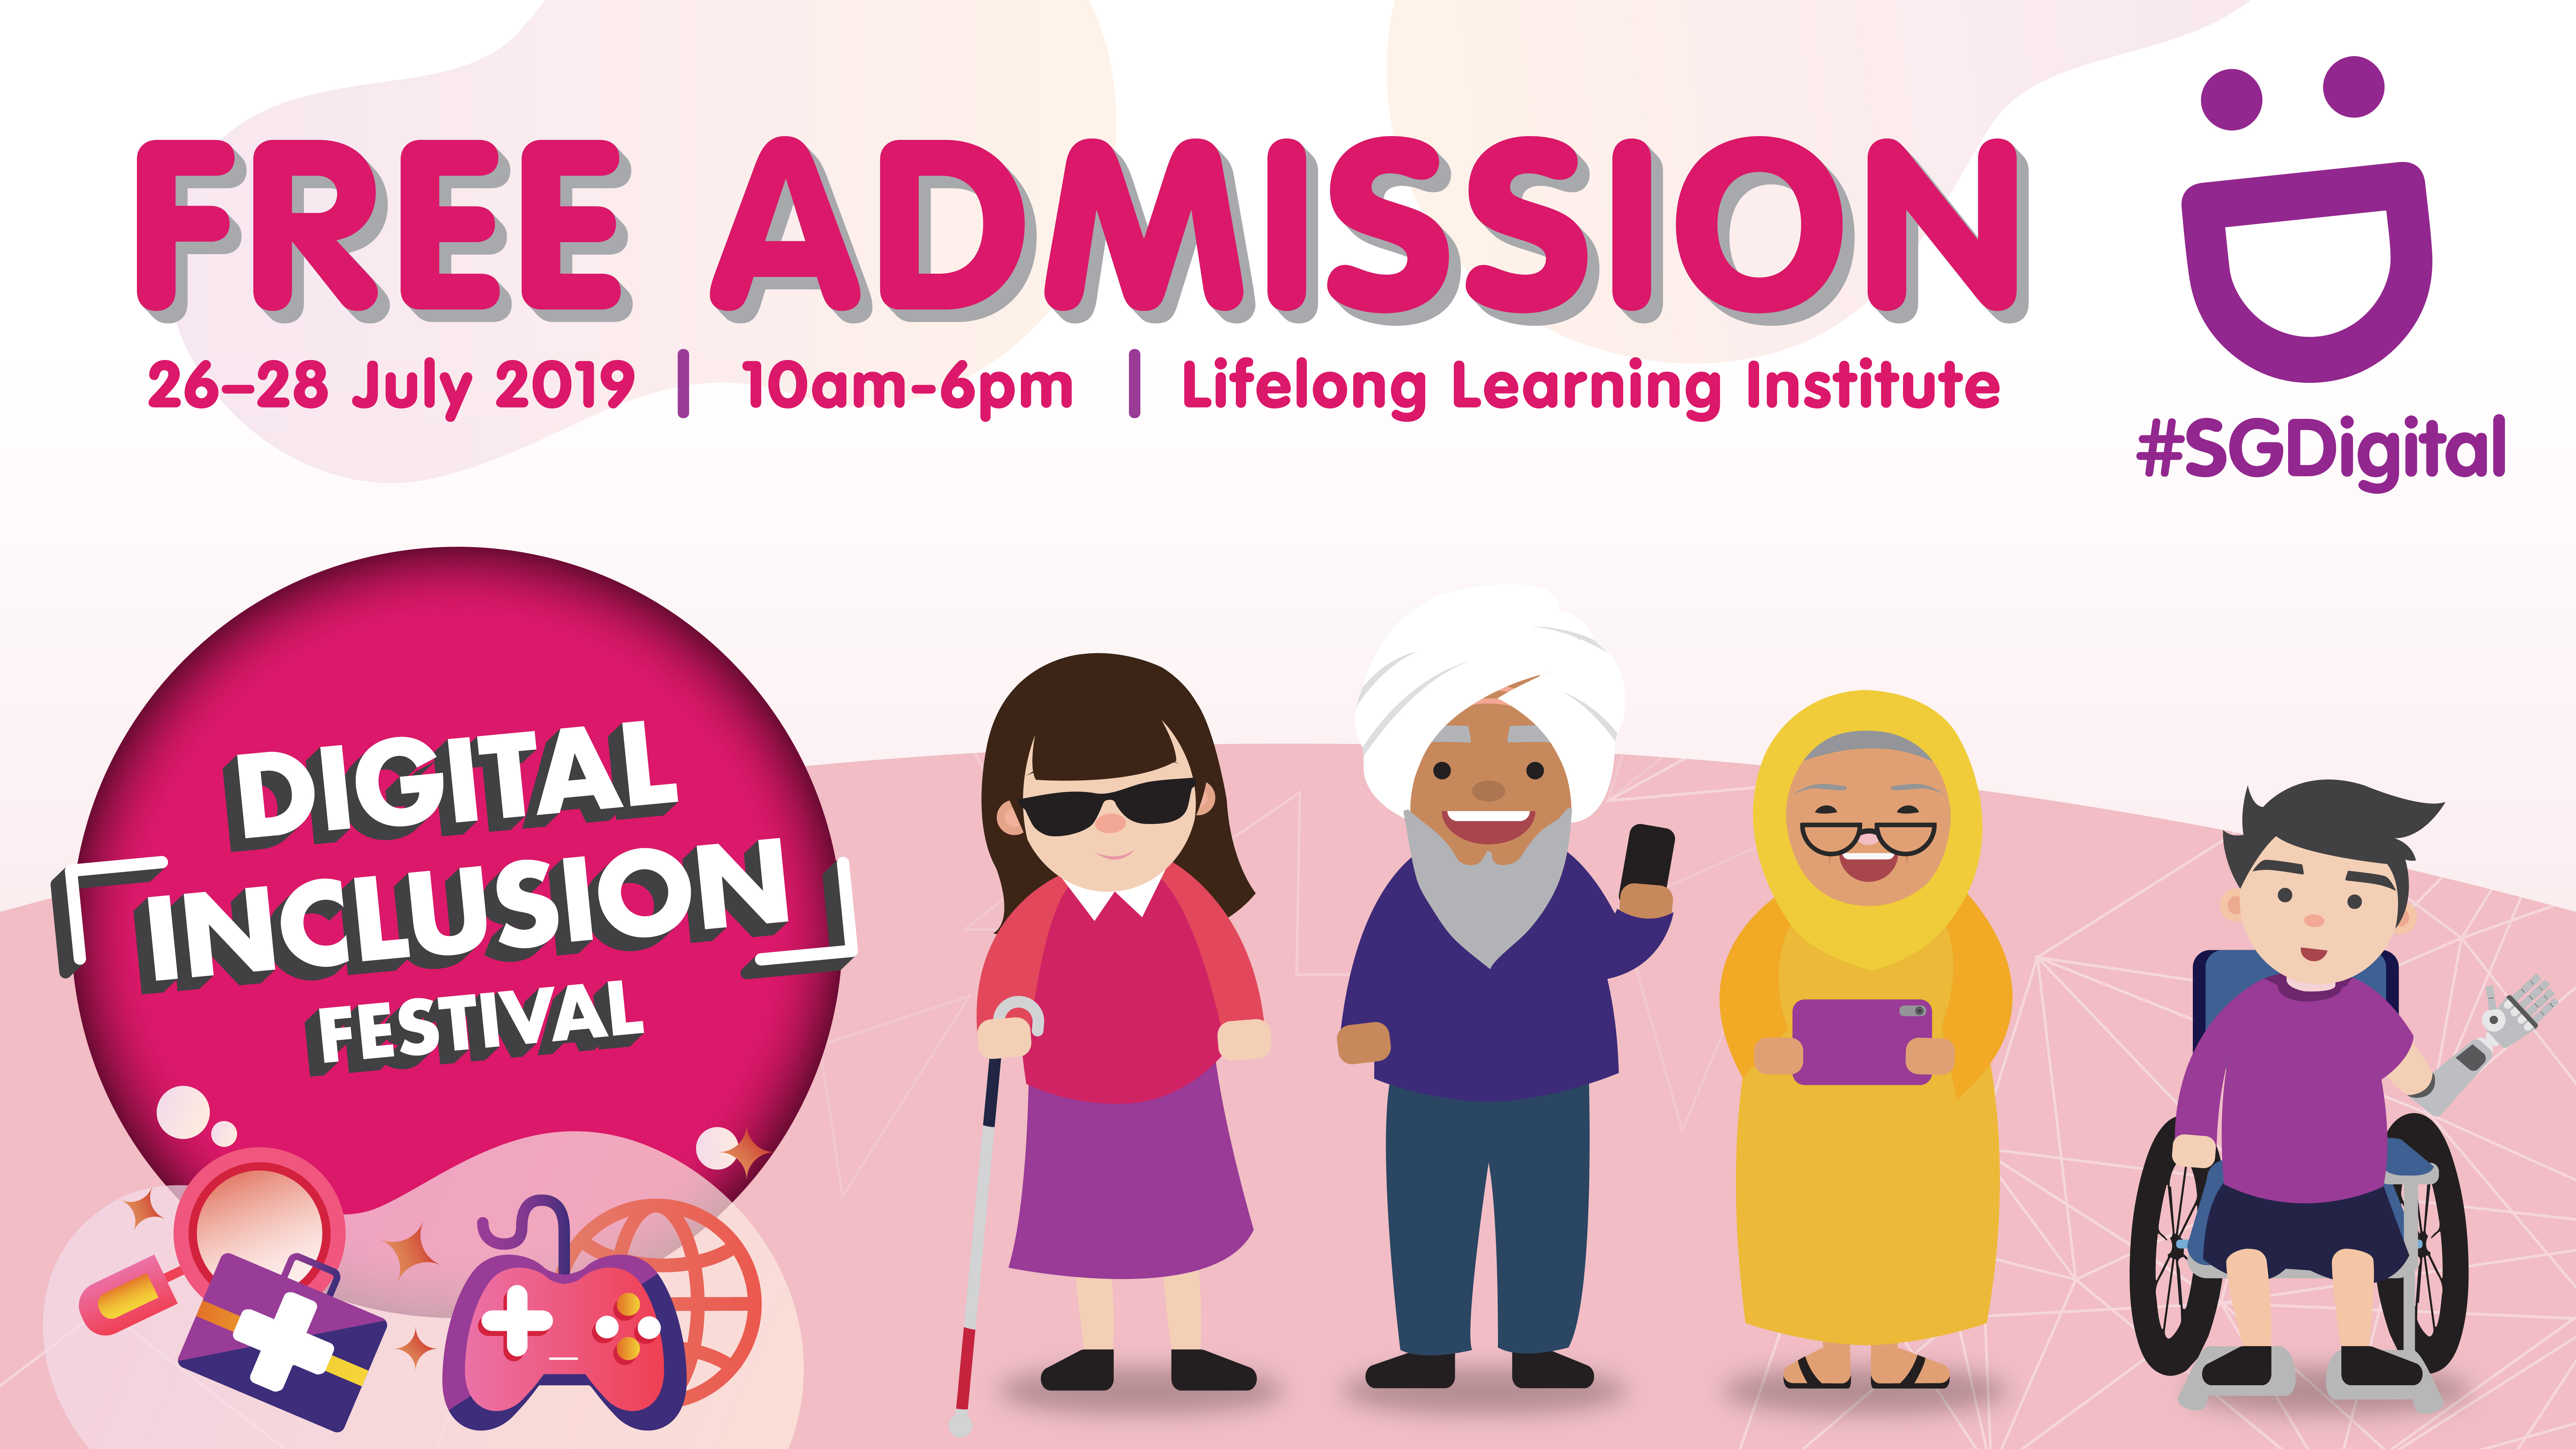 FREE ADMISSION
26–28 July 2019 | 10am-6pm | Lifelong Learning Institute
#SGDigital
DIGITAL
INCLUSION
FESTIVAL